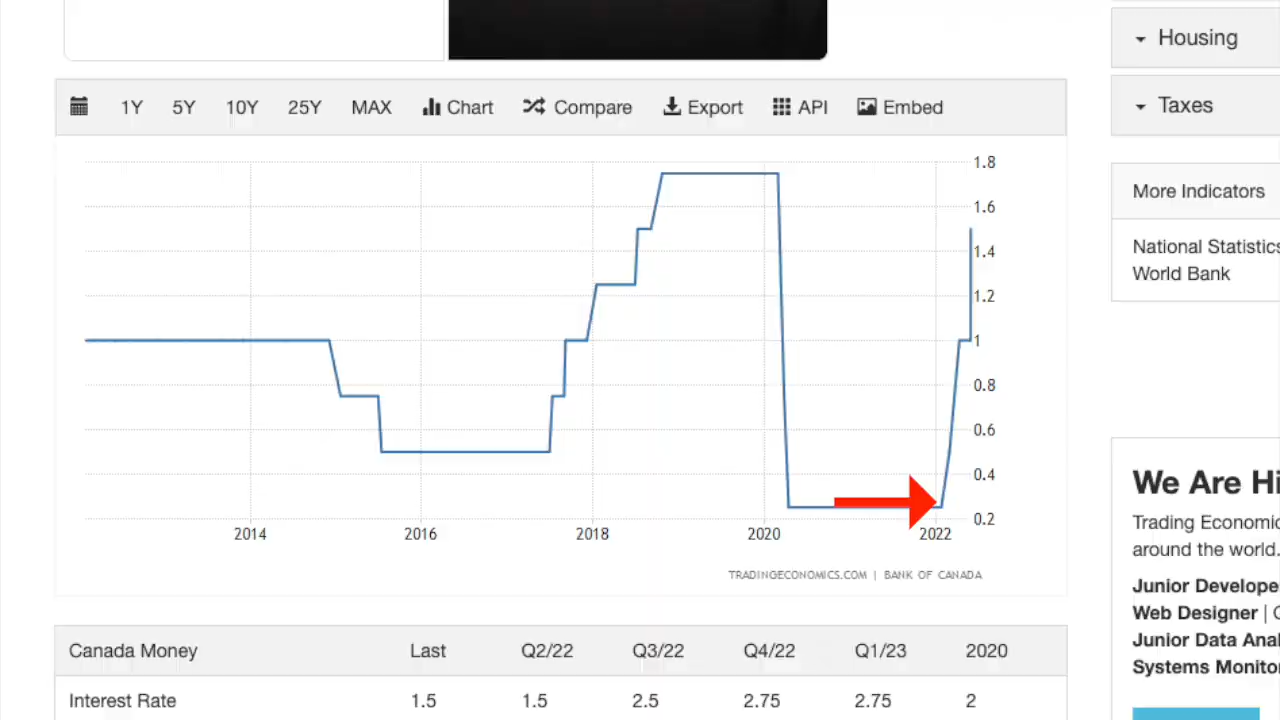 Housing
1Y 5Y 10Y 25Y MAX Chart Compare Export API Embed
Taxes
1.8
1.6
1.4
1.2
1
0.8
0.6
0.4
0.2
2014 2016 2018 2020 2022
TRADINGECONOMICS.COM | BANK OF CANADA
Canada Money Last Q2/22 Q3/22 Q4/22 Q1/23 2020
Interest Rate 1.5 1.5 2.5 2.75 2.75 2
More Indicators
National Statistics
World Bank
We Are Hi
Trading Economic
around the world.
Junior Develope
Web Designer |
Junior Data Anal
Systems Monito